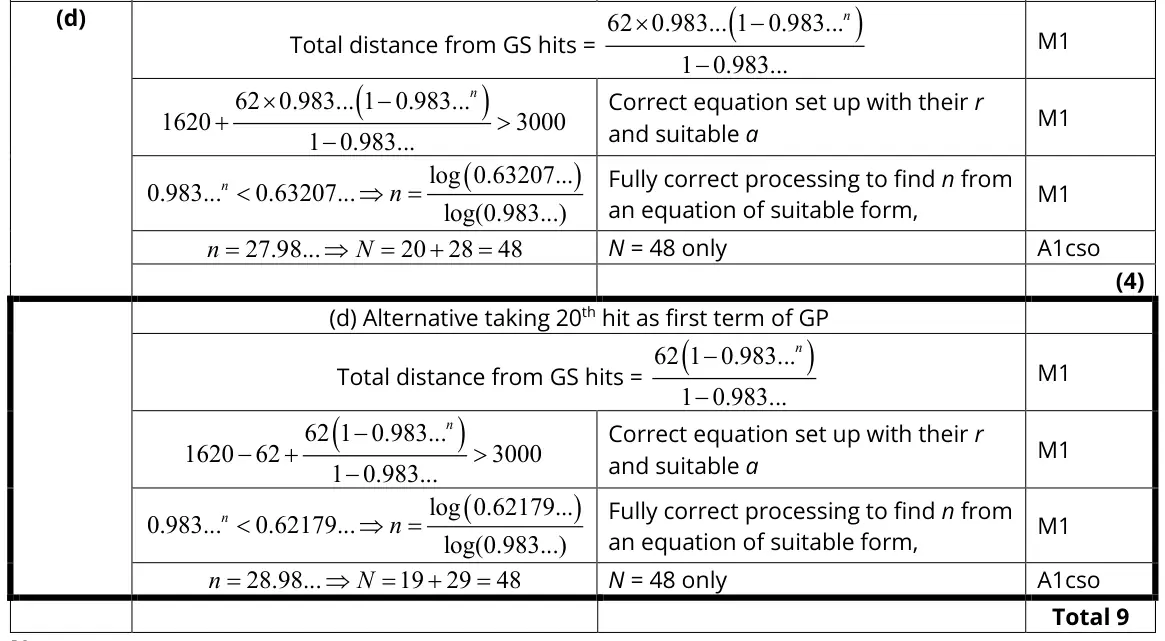 (d)
Total distance from GS hits = 62×0.983...(1−0.983...ⁿ) / 1−0.983...
M1
1620+ 62×0.983...(1−0.983...ⁿ) / 1−0.983... > 3000
Correct equation set up with their r
and suitable a
M1
0.983...ⁿ < 0.63207... ⇒ n = log(0.63207...) / log(0.983...)
Fully correct processing to find n from
an equation of suitable form,
M1
n = 27.98... ⇒ N = 20+28 = 48
N = 48 only
A1cso
(4)
(d) Alternative taking 20th hit as first term of GP
Total distance from GS hits = 62(1−0.983...ⁿ) / 1−0.983...
M1
1620−62+ 62(1−0.983...ⁿ) / 1−0.983... > 3000
Correct equation set up with their r
and suitable a
M1
0.983...ⁿ < 0.62179... ⇒ n = log(0.62179...) / log(0.983...)
Fully correct processing to find n from
an equation of suitable form,
M1
n = 28.98... ⇒ N = 19+29 = 48
N = 48 only
A1cso
Total 9